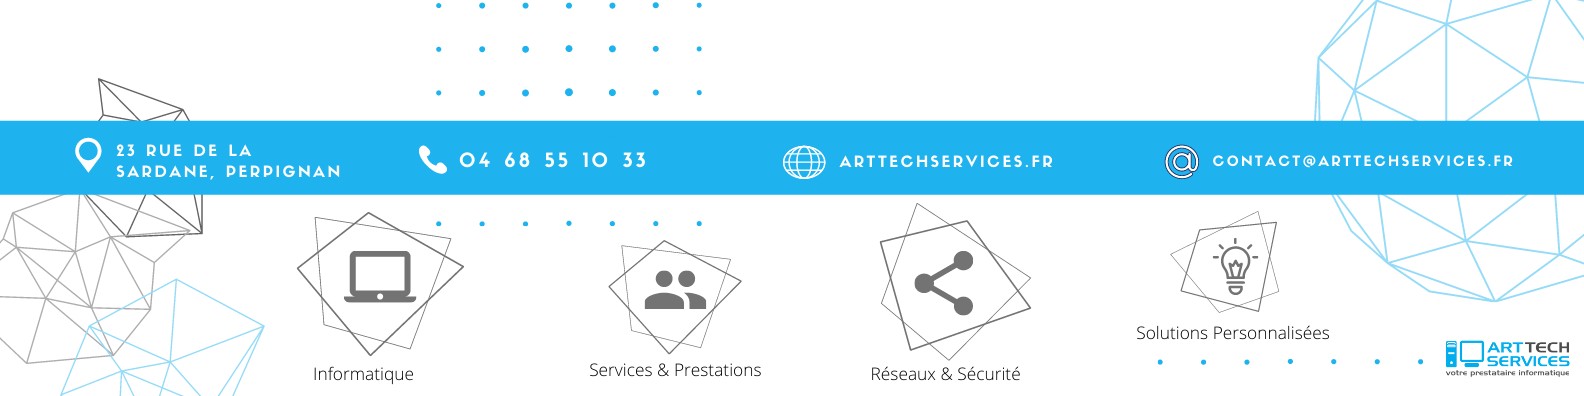 23 RUE DE LA
SARDANE, PERPIGNAN
04 68 55 10 33
ARTTECHSERVICES.FR
CONTACT@ARTTECHSERVICES.FR
Informatique
Services & Prestations
Réseaux & Sécurité
Solutions Personnalisées
ARTTECH
SERVICES
votre prestataire informatique